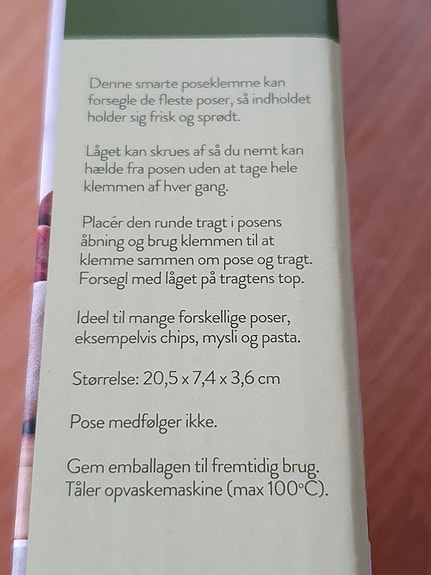 Denne smarte poseklemme kan
forsegle de fleste poser, så indholdet
holder sig frisk og sprødt.
Låget kan skrues af så du nemt kan
hælde fra posen uden at tage hele
klemmen af hver gang.
Placér den runde tragt i posens
åbning og brug klemmen til at
klemme sammen om pose og tragt.
Forsegl med låget på tragtens top.
Ideel til mange forskellige poser,
eksempelvis chips, mysli og pasta.
Størrelse: 20,5 x 7,4 x 3,6 cm
Pose medfølger ikke.
Gem emballagen til fremtidig brug.
Tåler opvaskemaskine (max 100°C).